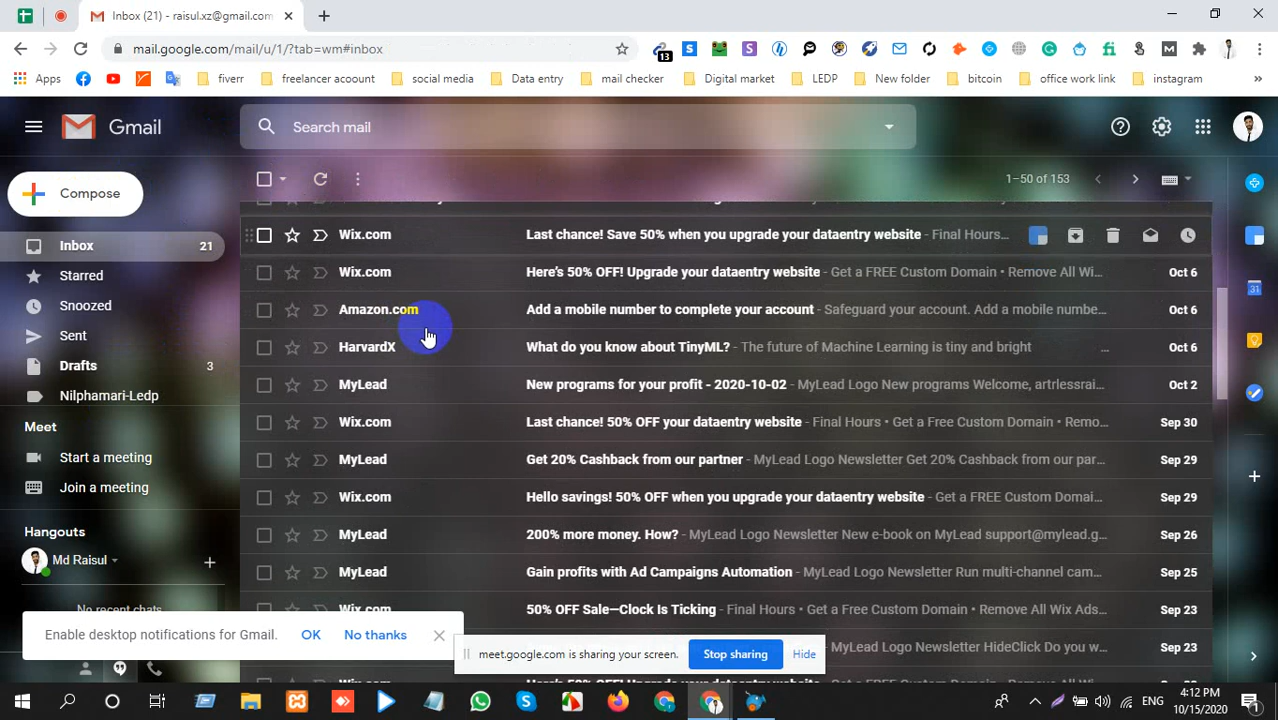 Inbox (21) - raisul.xz@gmail.com
mail.google.com/mail/u/1/?tab=wm#inbox
13
Apps
fiverr
freelancer acount
social media
Data entry
mail checker
Digital market
LEDP
New folder
bitcoin
office work link
instagram
Gmail
Search mail
Compose
1–50 of 153
Inbox 21
Starred
Snoozed
Sent
Drafts 3
Nilphamari-Ledp
Meet
Start a meeting
Join a meeting
Hangouts
Md Raisul
No recent chats
Wix.com Last chance! Save 50% when you upgrade your dataentry website - Final Hours...
Wix.com Here's 50% OFF! Upgrade your dataentry website - Get a FREE Custom Domain • Remove All Wi... Oct 6
Amazon.com Add a mobile number to complete your account - Safeguard your account. Add a mobile numbe... Oct 6
HarvardX What do you know about TinyML? - The future of Machine Learning is tiny and bright ... Oct 6
MyLead New programs for your profit - 2020-10-02 - MyLead Logo New programs Welcome, artrlessrai... Oct 2
Wix.com Last chance! 50% OFF your dataentry website - Final Hours • Get a Free Custom Domain • Remo... Sep 30
MyLead Get 20% Cashback from our partner - MyLead Logo Newsletter Get 20% Cashback from our par... Sep 29
Wix.com Hello savings! 50% OFF when you upgrade your dataentry website - Get a FREE Custom Domai... Sep 29
MyLead 200% more money. How? - MyLead Logo Newsletter New e-book on MyLead support@mylead.g... Sep 26
MyLead Gain profits with Ad Campaigns Automation - MyLead Logo Newsletter Run multi-channel cam... Sep 25
Wix.com 50% OFF Sale—Clock Is Ticking - Final Hours • Get a FREE Custom Domain • Remove All Wix Ads... Sep 23
MyLead Logo Newsletter HideClick Do you w... Sep 23
Enable desktop notifications for Gmail. OK No thanks
meet.google.com is sharing your screen. Stop sharing Hide
ENG
4:12 PM
10/15/2020